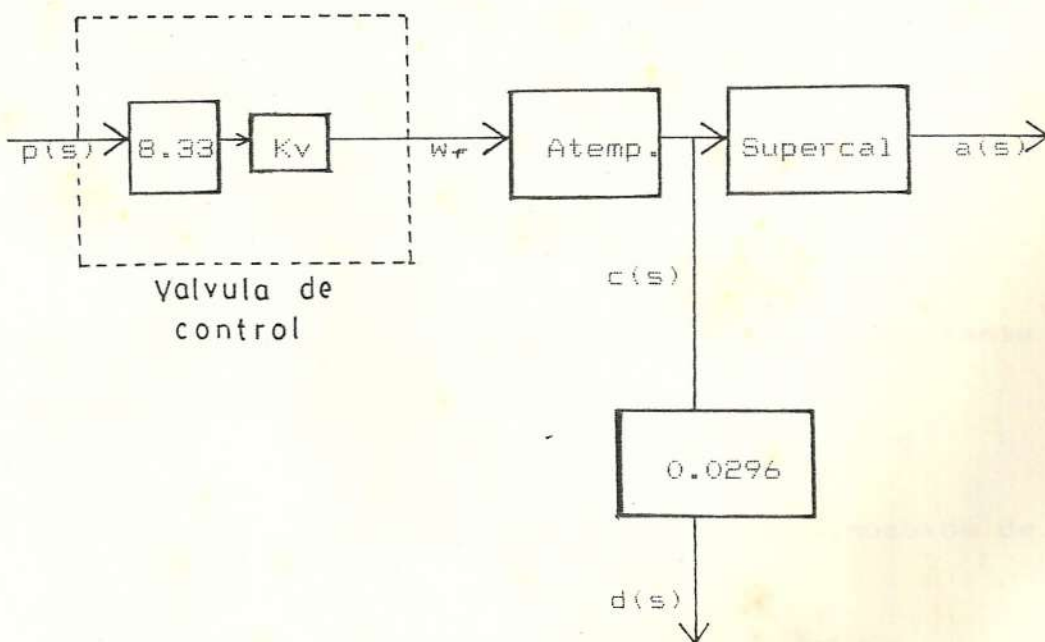 p(s)
8.33
Kv
Wf
Atemp.
Supercal
a(s)
Valvula de
control
c(s)
0.0296
d(s)